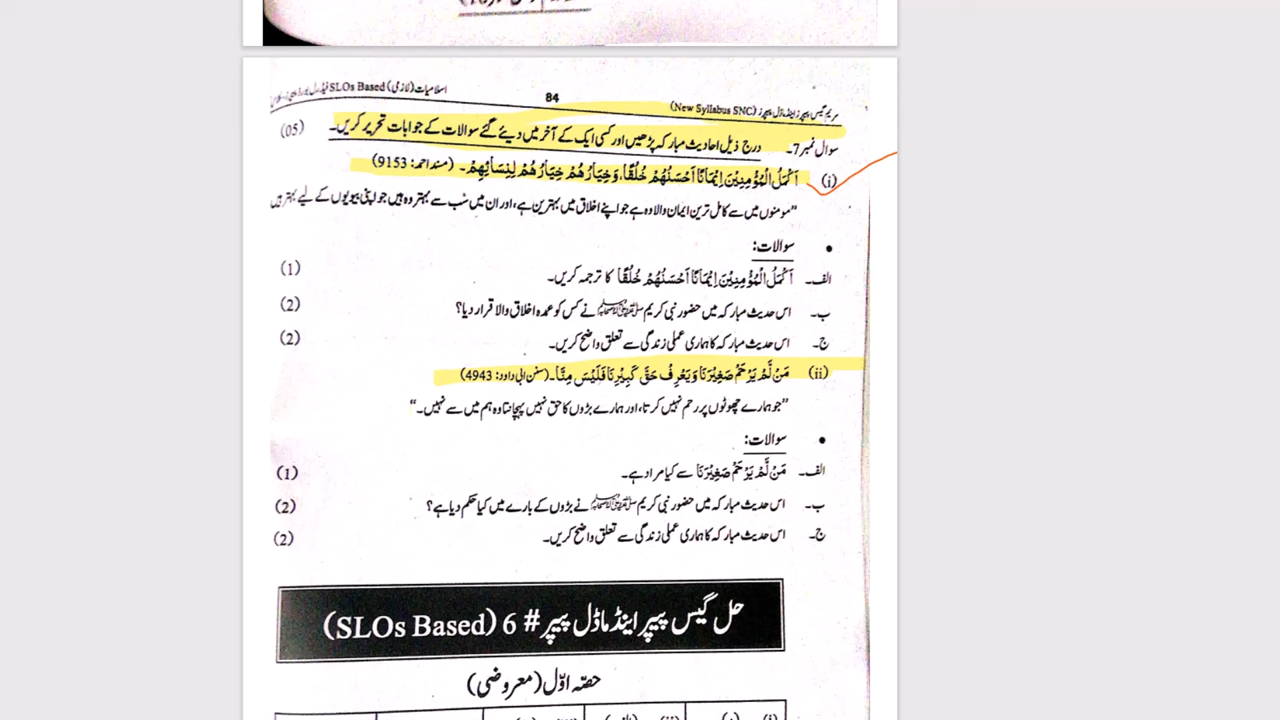 اسلامیات (لازمی) SLOs Based
84
مریم گیس پیپرز اینڈ ماڈل پیپرز (New Syllabus SNC)
سوال نمبر 7۔ درج ذیل احادیث مبارکہ پڑھیں اور کسی ایک کے آخر میں دیئے گئے سوالات کے جوابات تحریر کریں۔ (05)
(i) اَکْمَلُ الْمُؤْمِنِیْنَ اِیْمَانًا اَحْسَنُهُمْ خُلُقًا، وَخِیَارُهُمْ خِیَارُهُمْ لِنِسَائِهِمْ۔ (مسند احمد: 9153)
”مومنوں میں سے کامل ترین ایمان والا وہ ہے جو اپنے اخلاق میں بہترین ہے، اور ان میں سب سے بہتر وہ ہیں جو اپنی بیویوں کے لیے بہتر ہیں
• سوالات:
الف۔ اَکْمَلُ الْمُؤْمِنِیْنَ اِیْمَانًا اَحْسَنُهُمْ خُلُقًا کا ترجمہ کریں۔ (1)
ب۔ اس حدیث مبارکہ میں حضور نبی کریم ﷺ نے کس کو عمدہ اخلاق والا قرار دیا؟ (2)
ج۔ اس حدیث مبارکہ کا ہماری عملی زندگی سے تعلق واضح کریں۔ (2)
(ii) مَنْ لَّمْ یَرْحَمْ صَغِیْرَنَا وَیَعْرِفْ حَقَّ کَبِیْرِنَا فَلَیْسَ مِنَّا۔ (سنن ابی داود: 4943)
”جو ہمارے چھوٹوں پر رحم نہیں کرتا، اور ہمارے بڑوں کا حق نہیں پہچانتا وہ ہم میں سے نہیں۔“
• سوالات:
الف۔ مَنْ لَّمْ یَرْحَمْ صَغِیْرَنَا سے کیا مراد ہے۔ (1)
ب۔ اس حدیث مبارکہ میں حضور نبی کریم ﷺ نے بڑوں کے بارے میں کیا حکم دیا ہے؟ (2)
ج۔ اس حدیث مبارکہ کا ہماری عملی زندگی سے تعلق واضح کریں۔ (2)
حل گیس پیپر اینڈ ماڈل پیپر # 6 (SLOs Based)
حصہ اوّل (معروضی)